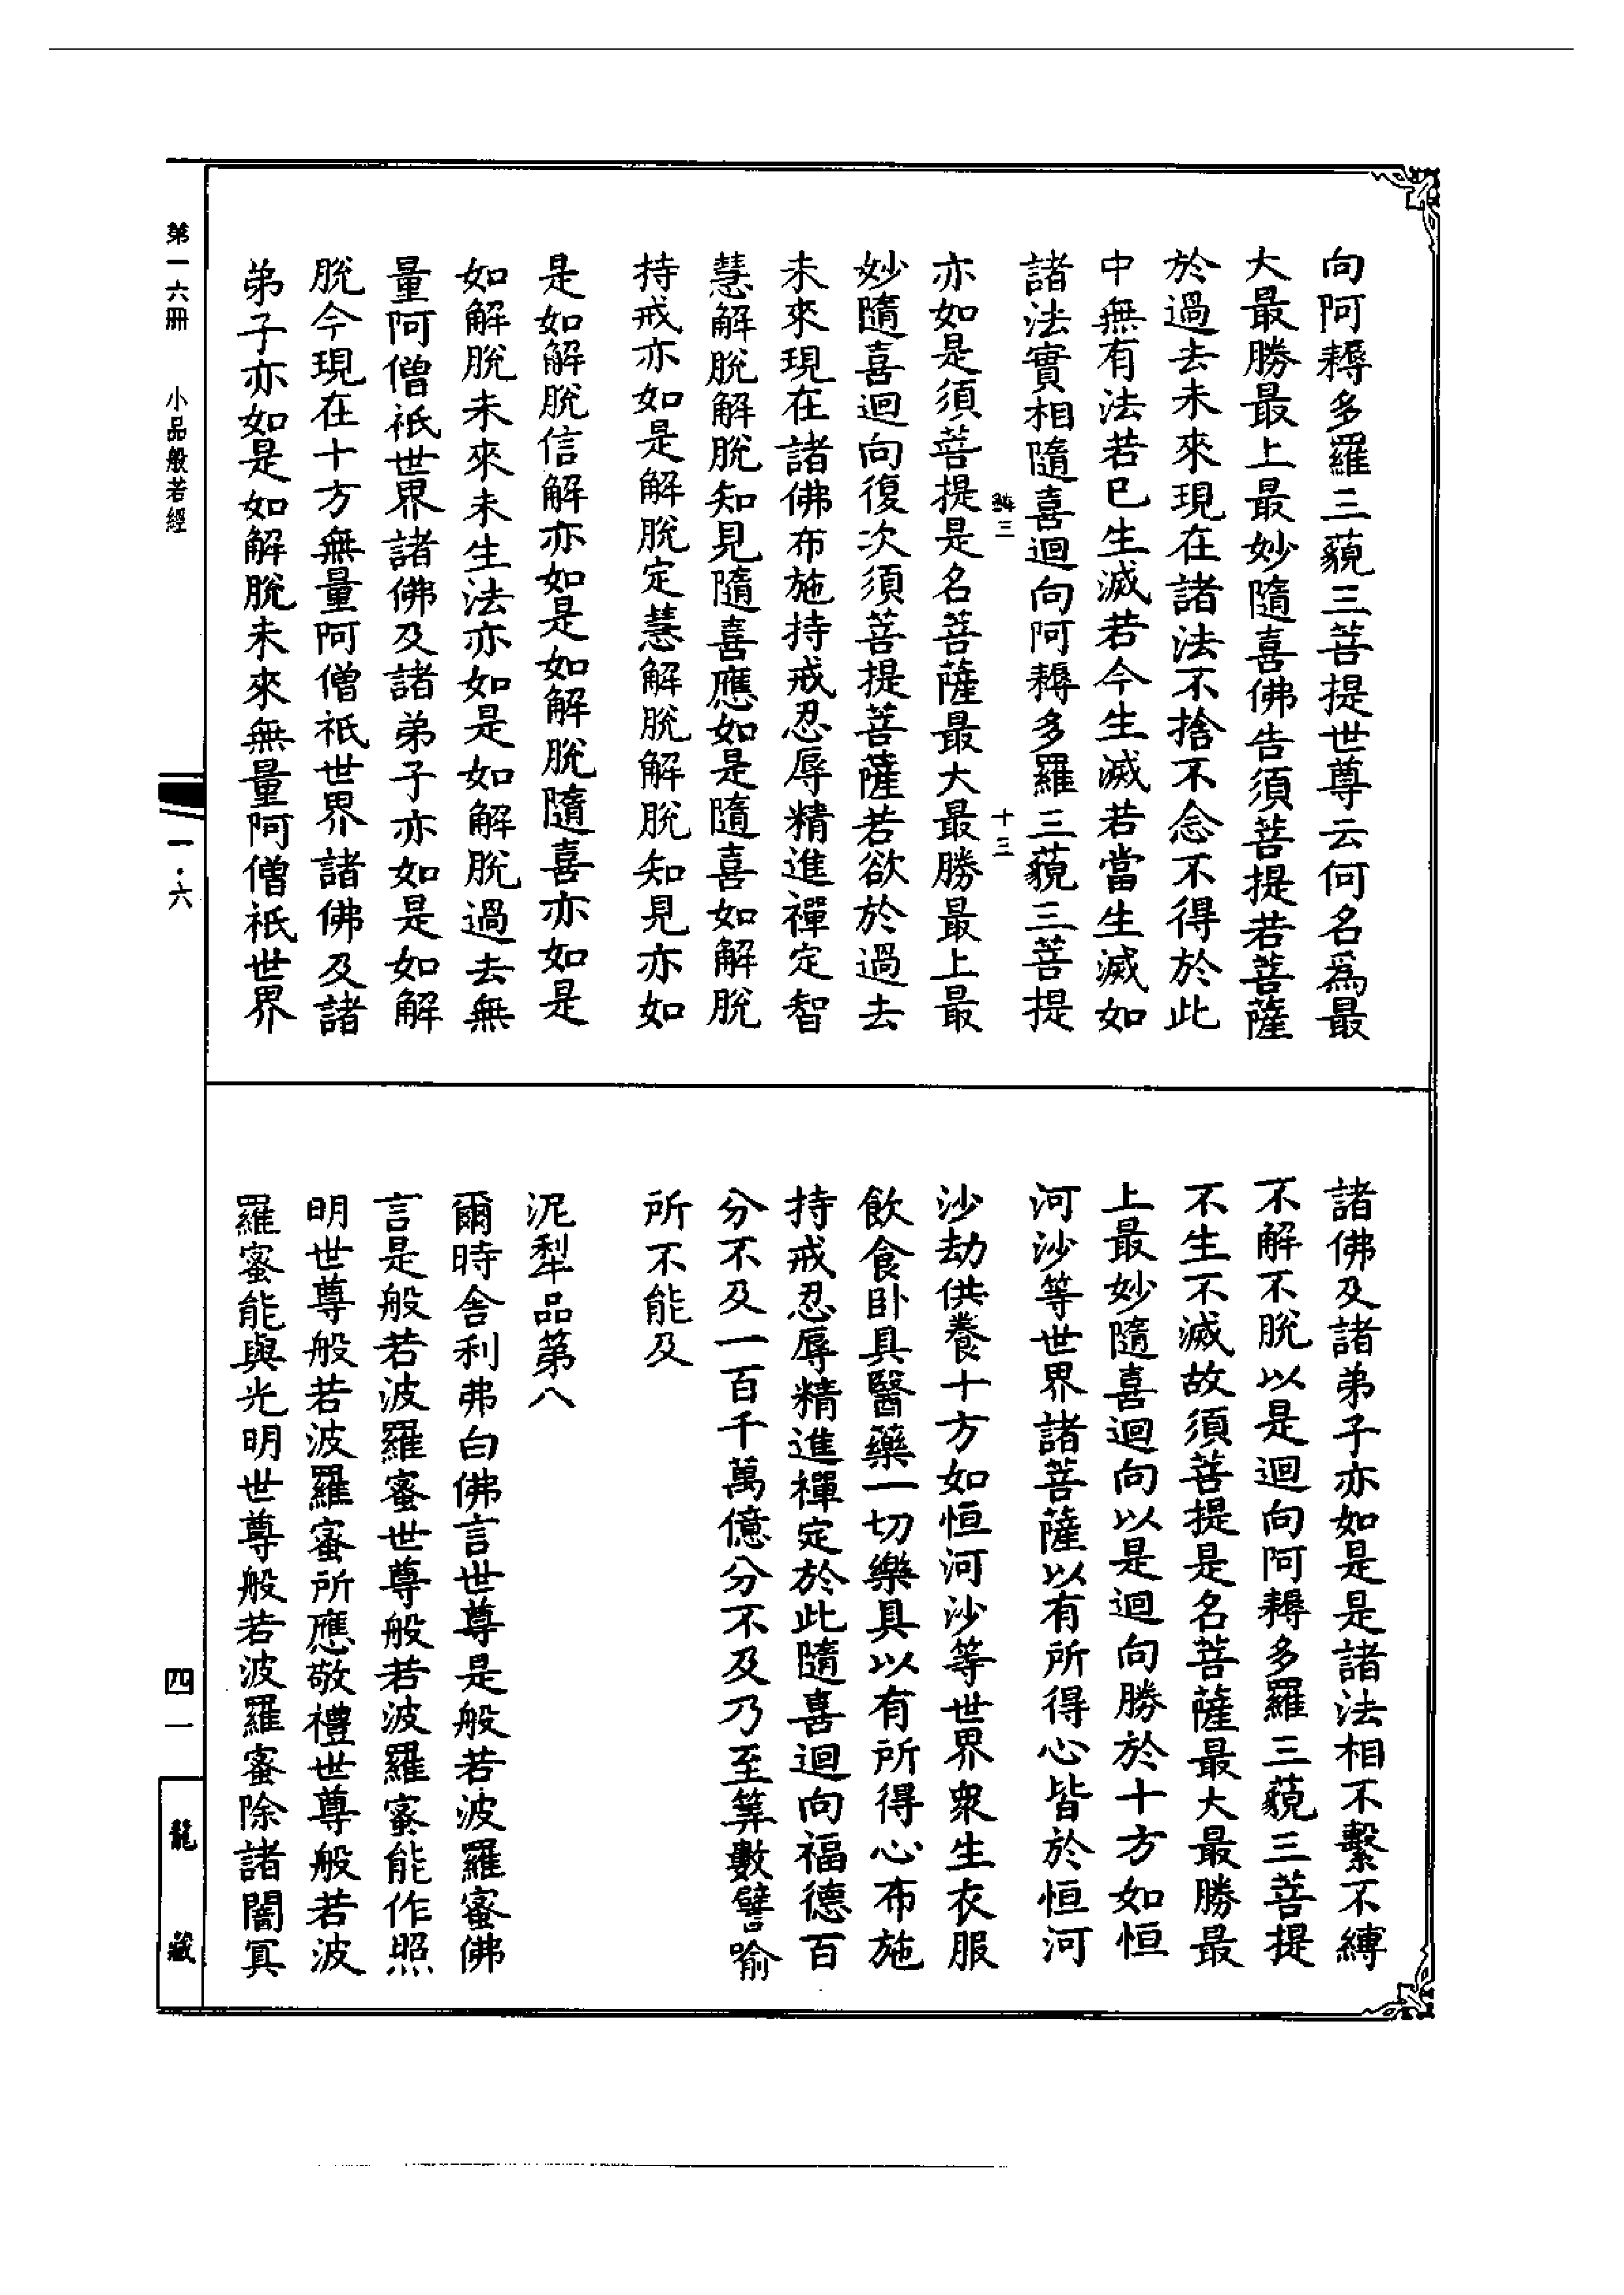 向阿耨多羅三藐三菩提世尊云何名為最
大最勝最上最妙隨喜佛告須菩提若菩薩
於過去未來現在諸法不捨不念不得於此
中無有法若已生滅若今生滅若當生滅如
諸法實相隨喜迴向阿耨多羅三藐三菩提
三 十三
亦如是須菩提是名菩薩最大最勝最上最
妙隨喜迴向復次須菩提菩薩若欲於過去
未來現在諸佛布施持戒忍辱精進禪定智
慧解脫解脫知見隨喜應如是隨喜如解脫
持戒亦如是解脫定慧解脫解脫知見亦如
是如解脫信解亦如是如解脫隨喜亦如是
如解脫未來未生法亦如是如解脫過去無
量阿僧祇世界諸佛及諸弟子亦如是如解
脫今現在十方無量阿僧祇世界諸佛及諸
弟子亦如是如解脫未來無量阿僧祇世界
諸佛及諸弟子亦如是是諸法相不繫不縛
不解不脫以是迴向阿耨多羅三藐三菩提
不生不滅故須菩提是名菩薩最大最勝最
上最妙隨喜迴向以是迴向勝於十方如恒
河沙等世界諸菩薩以有所得心皆於恒河
沙劫供養十方如恒河沙等世界眾生衣服
飲食臥具醫藥一切樂具以有所得心布施
持戒忍辱精進禪定於此隨喜迴向福德百
分不及一百千萬億分不及乃至筭數譬喻
所不能及
泥犁品第八
爾時舍利弗白佛言世尊是般若波羅蜜佛
言是般若波羅蜜世尊般若波羅蜜能作照
明世尊般若波羅蜜所應敬禮世尊般若波
羅蜜能與光明世尊般若波羅蜜除諸闇冥
第一六冊 小品般若經
一·六
四一
龍藏